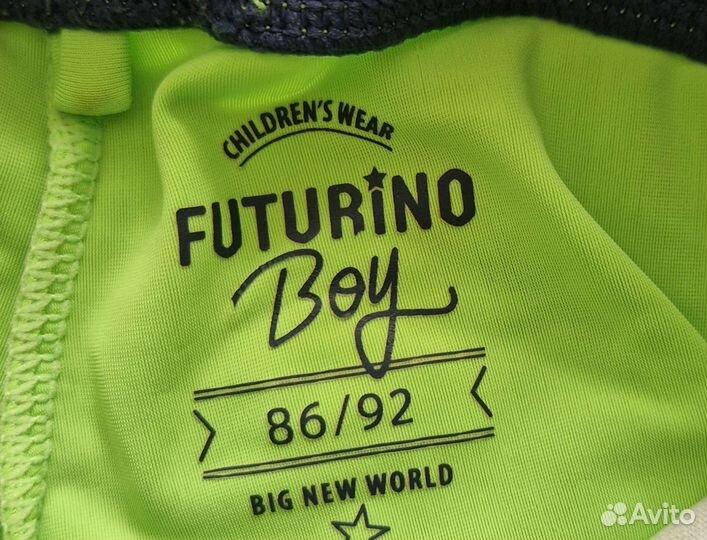 CHILDREN'S WEAR
FUTURINO
Boy
86/92
BIG NEW WORLD
Avito